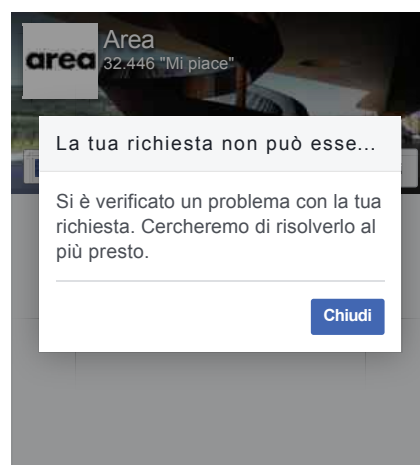 Area
area
32.446 "Mi piace"
La tua richiesta non può esse...
Si è verificato un problema con la tua
richiesta. Cercheremo di risolverlo al
più presto.
Chiudi